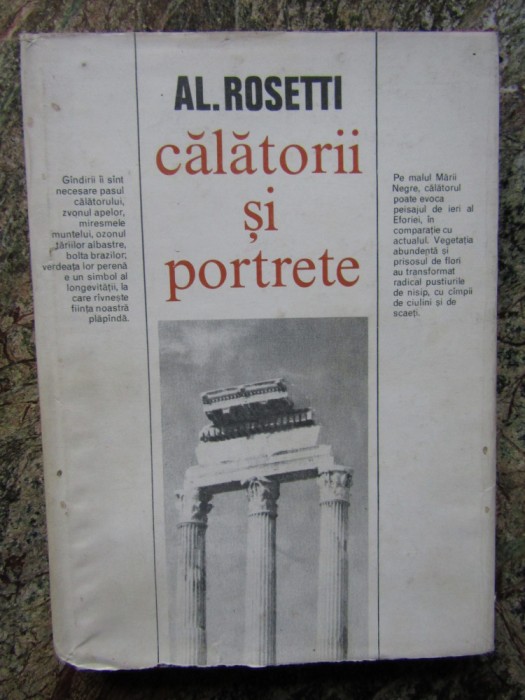 AL. ROSETTI
călătorii
și
portrete
Gîndirii îi sînt
necesare pasul
călătorului,
zvonul apelor,
miresmele
muntelui, ozonul
tăriilor albastre,
bolta brazilor;
verdeața lor perenă
e un simbol al
longevității, la
care rîvnește
ființa noastră
plăpîndă.
Pe malul Mării
Negre, călătorul
poate evoca
peisajul de ieri al
Eforiei, în
comparație cu
actualul. Vegetația
abundentă și
prisosul de flori
au transformat
radical pustiurile
de nisip, cu cîmpii
de ciulini și de
scaeți.